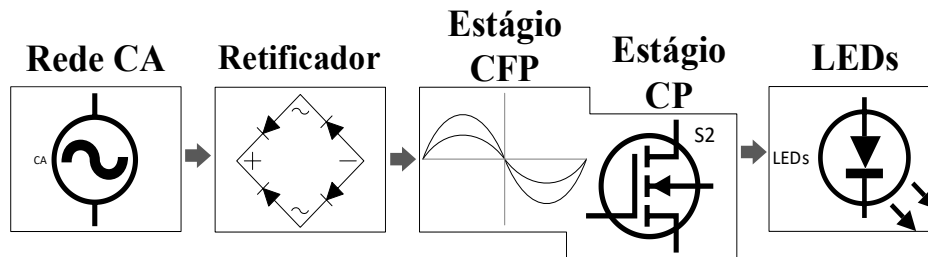 Rede CA
Retificador
Estágio
CFP
Estágio
CP
LEDs
CA
S2
LEDs